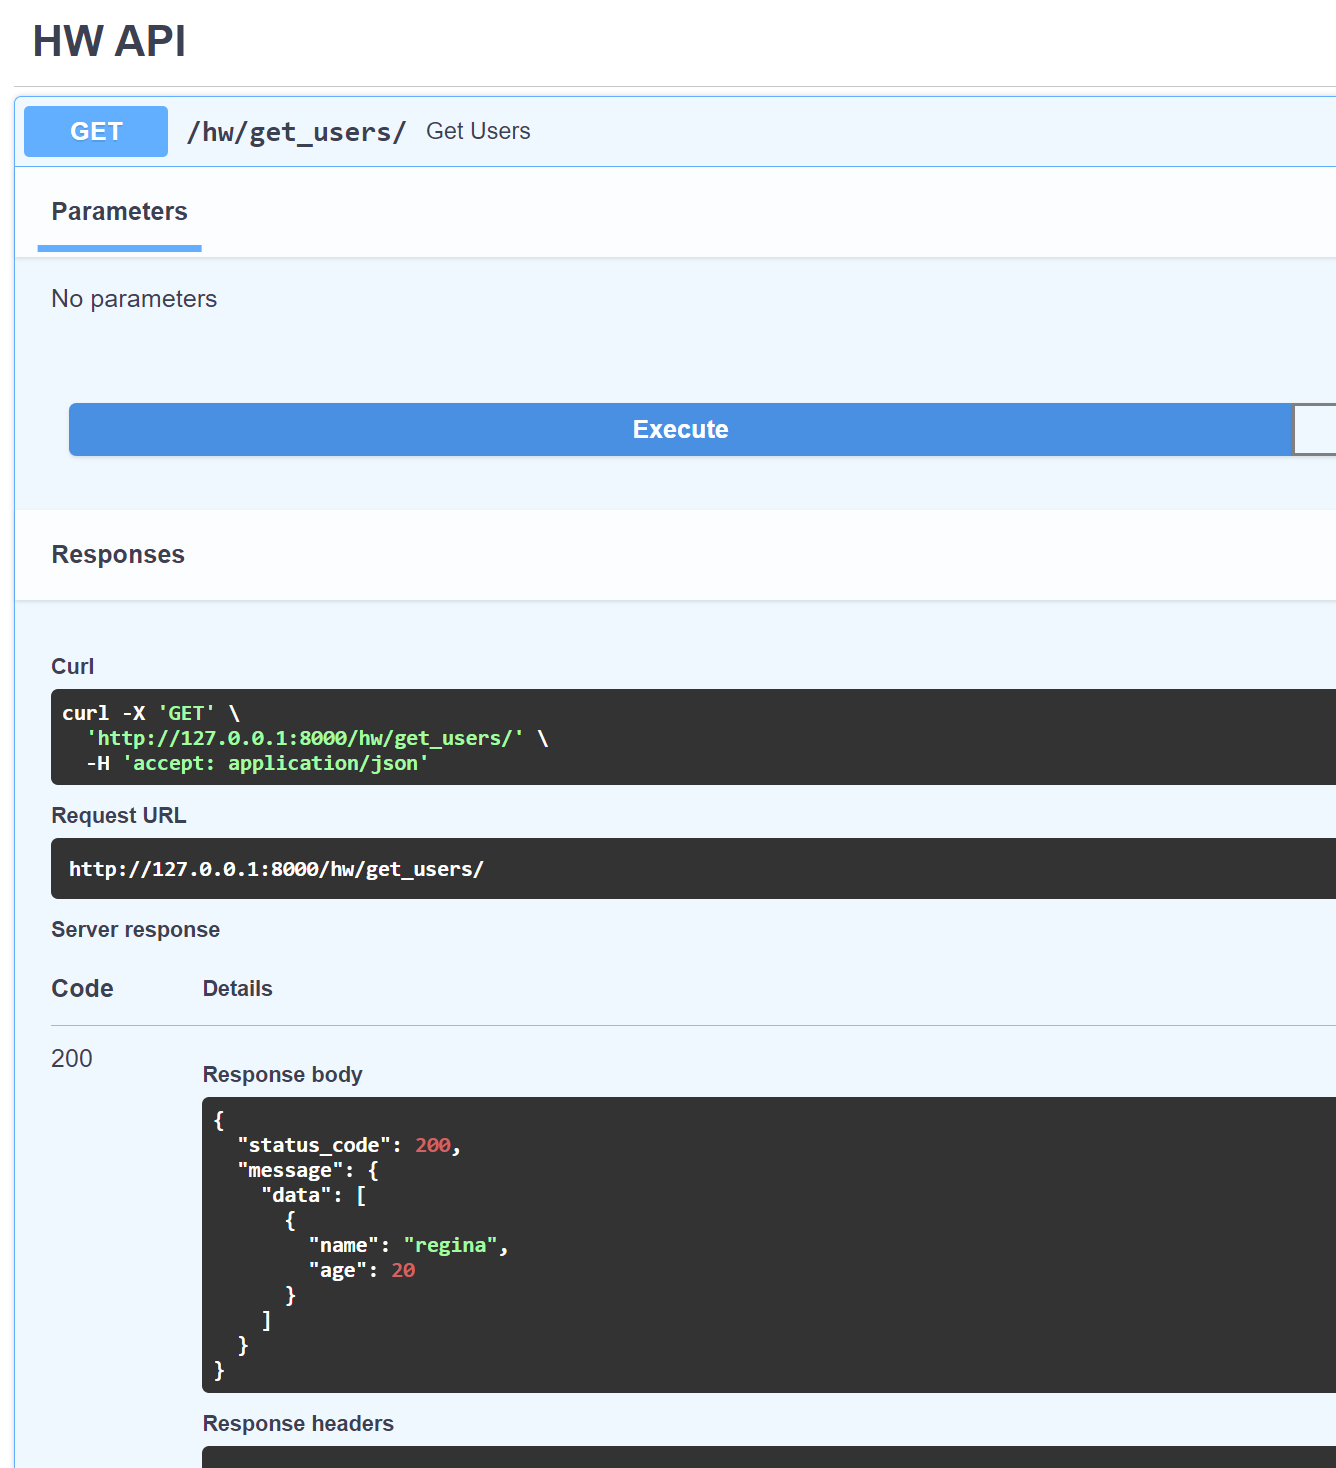 HW API
GET /hw/get_users/ Get Users
Parameters
No parameters
Execute
Responses
Curl
curl -X 'GET' \
  'http://127.0.0.1:8000/hw/get_users/' \
  -H 'accept: application/json'
Request URL
http://127.0.0.1:8000/hw/get_users/
Server response
Code Details
200
Response body
{
  "status_code": 200,
  "message": {
    "data": [
      {
        "name": "regina",
        "age": 20
      }
    ]
  }
}
Response headers